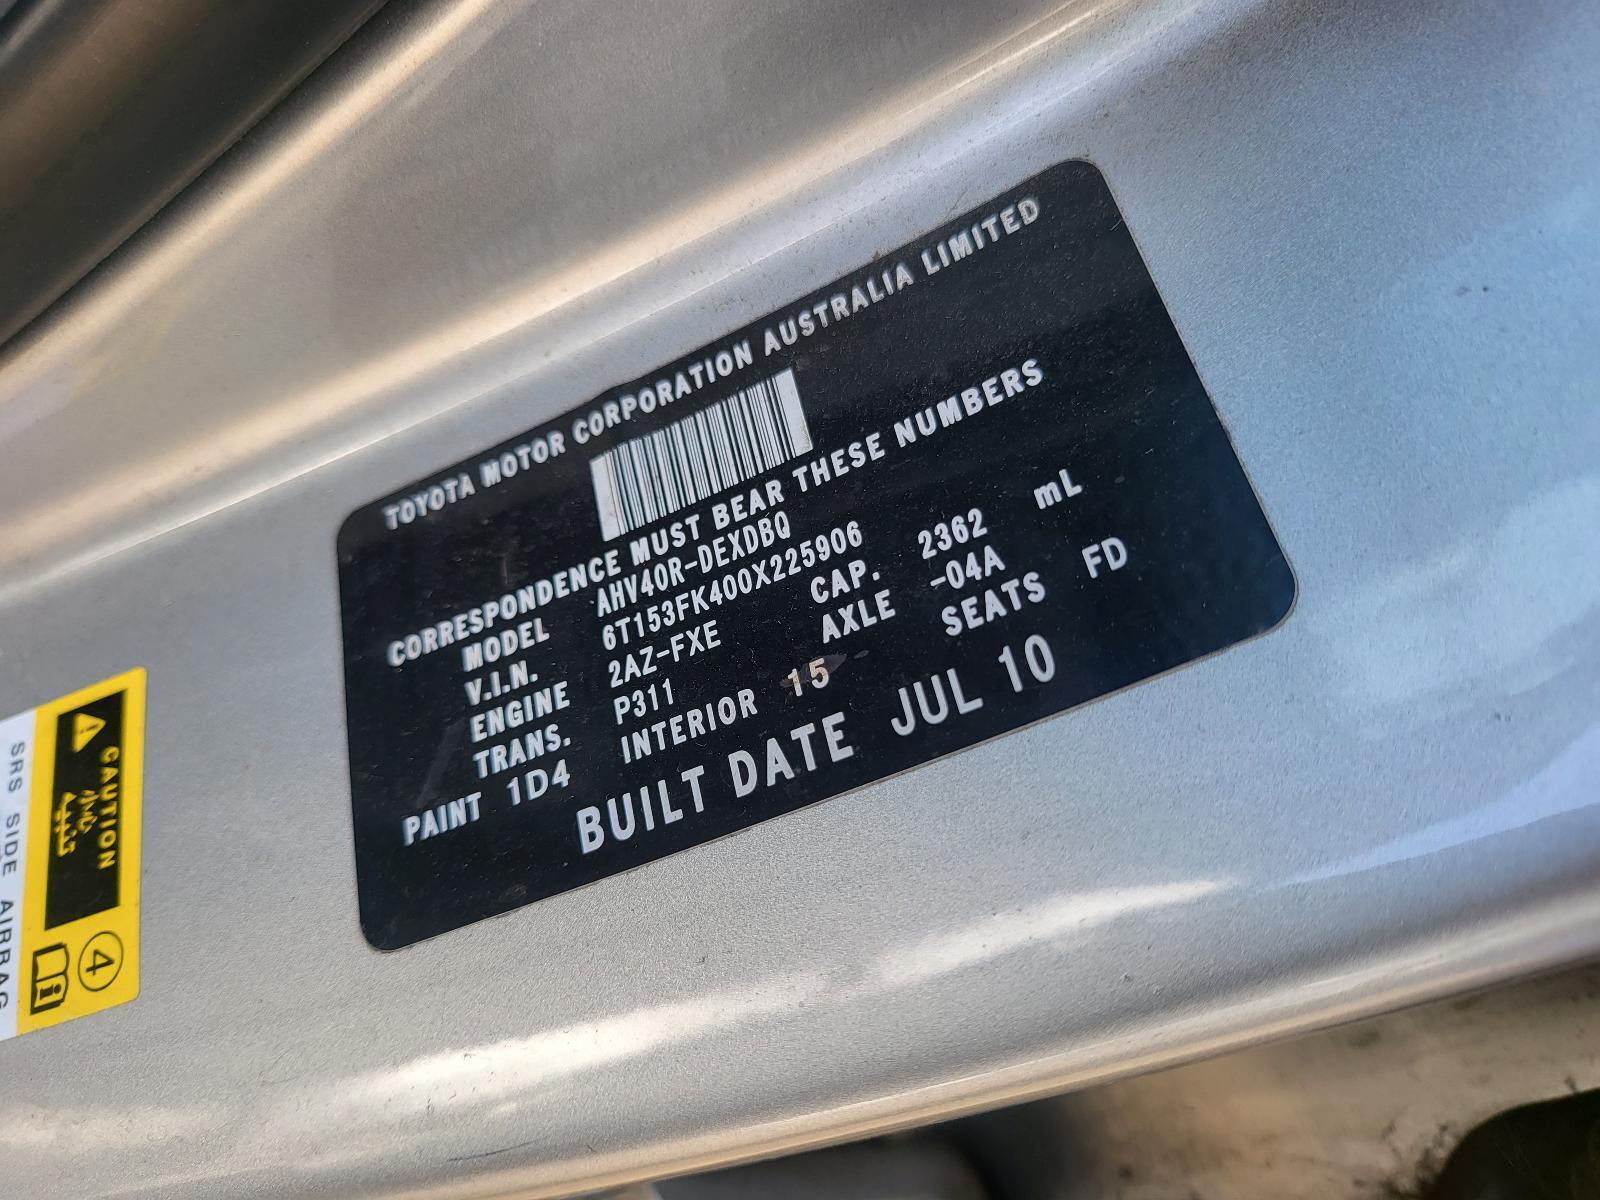 TOYOTA MOTOR CORPORATION AUSTRALIA LIMITED
CORRESPONDENCE MUST BEAR THESE NUMBERS
MODEL AHV40R-DEXDBQ
V.I.N. 6T153FK400X225906
ENGINE 2AZ-FXE CAP. 2362 mL
TRANS. P311 AXLE -04A
PAINT 1D4 INTERIOR 15 SEATS FD
BUILT DATE JUL 10
CAUTION
4
SRS SIDE AIRBAG